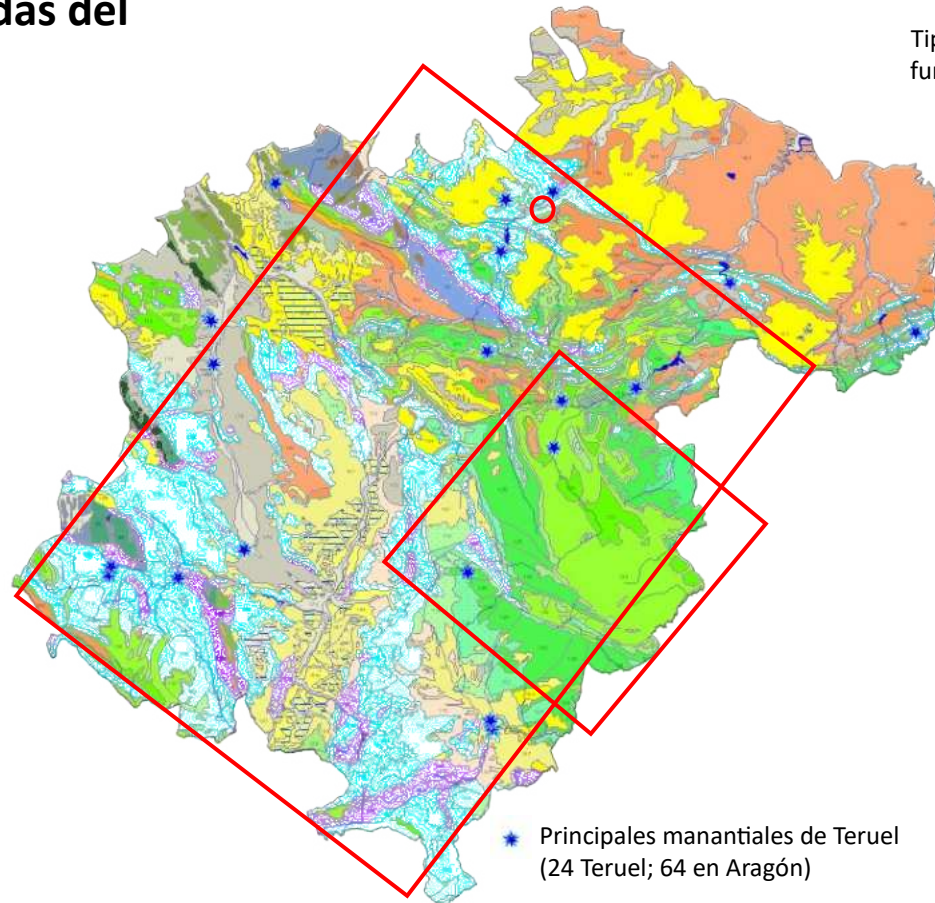 das del
Tip
fur
Principales manantiales de Teruel
(24 Teruel; 64 en Aragón)